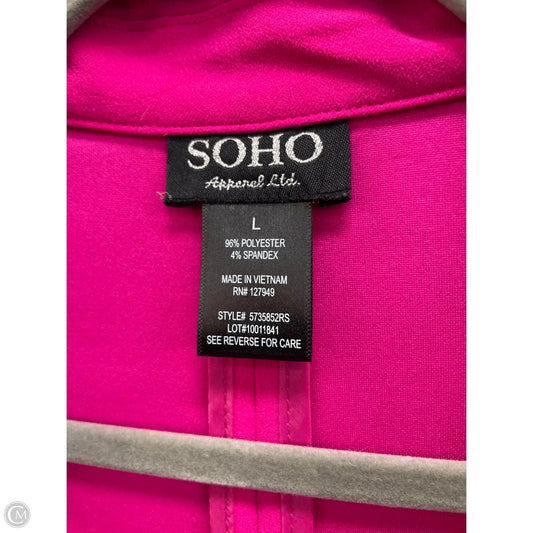 SOHO
Apparel Ltd.
L
96% POLYESTER
4% SPANDEX
MADE IN VIETNAM
RN# 127949
STYLE# 5735852RS
LOT#10011841
SEE REVERSE FOR CARE
CM